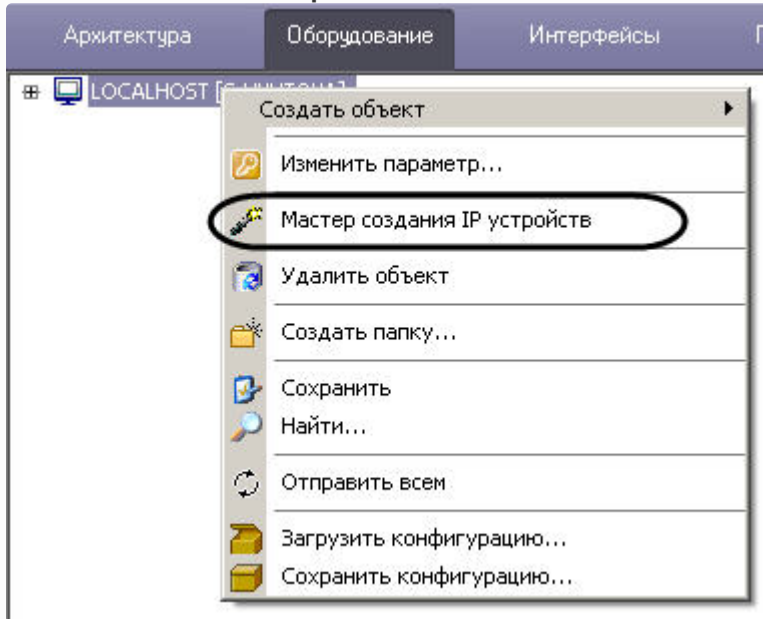 Архитектура Оборудование Интерфейсы
LOCALHOST
Создать объект
Изменить параметр...
Мастер создания IP устройств
Удалить объект
Создать папку...
Сохранить
Найти...
Отправить всем
Загрузить конфигурацию...
Сохранить конфигурацию...